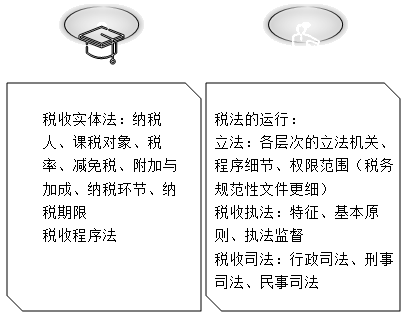 税收实体法：纳税
人、课税对象、税
率、减免税、附加与
加成、纳税环节、纳
税期限
税收程序法
税法的运行：
立法：各层次的立法机关、
程序细节、权限范围（税务
规范性文件更细）
税收执法：特征、基本原
则、执法监督
税收司法：行政司法、刑事
司法、民事司法